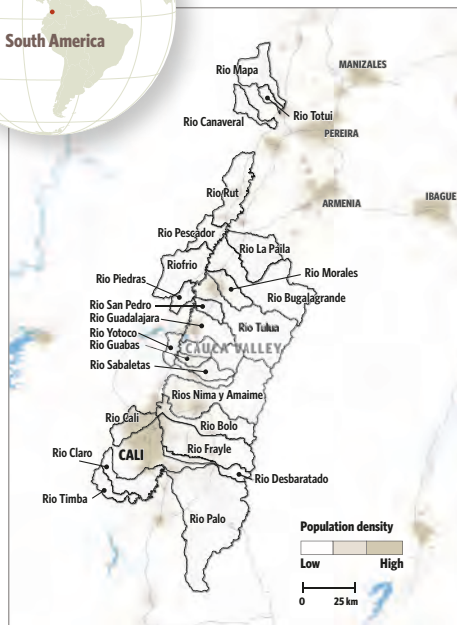 South America
Rio Mapa
MANIZALES
Rio Totui
Rio Canaveral
PEREIRA
Rio Rut
ARMENIA
IBAGUE
Rio Pescador
Rio La Paila
Riofrio
Rio Morales
Rio Piedras
Rio Bugalagrande
Rio San Pedro
Rio Guadalajara
Rio Tulua
Rio Yotoco
Rio Guabas
CAUCA VALLEY
Rio Sabaletas
Rios Nima y Amaime
Rio Cali
Rio Bolo
Rio Frayle
Rio Claro
CALI
Rio Desbaratado
Rio Timba
Rio Palo
Population density
Low High
0 25 km